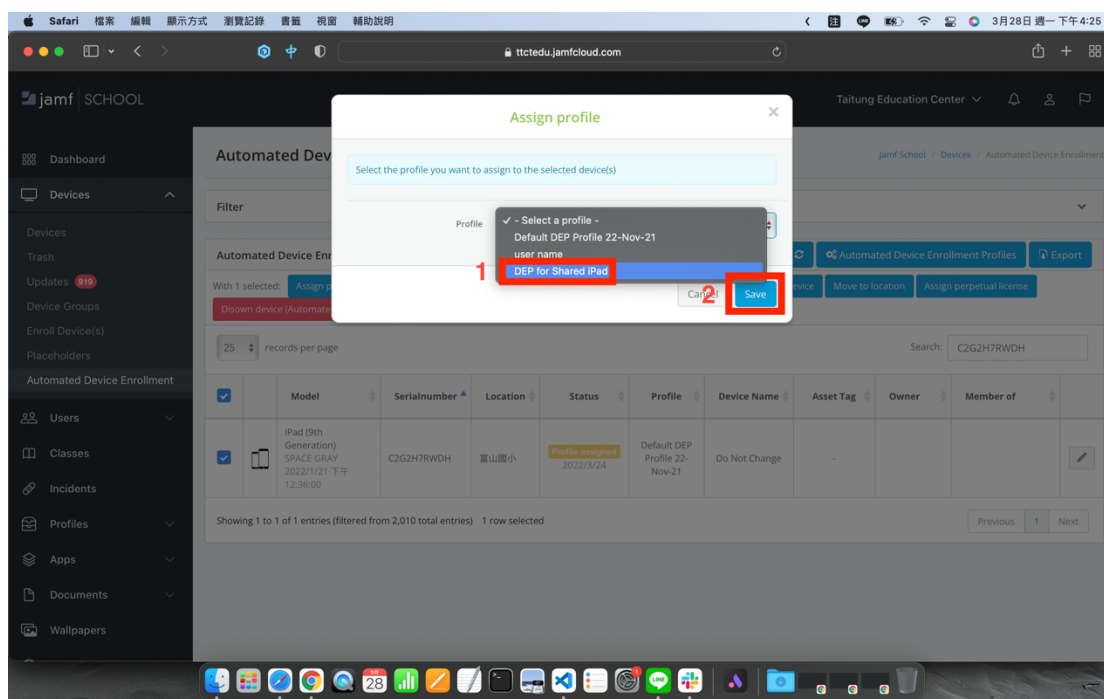 Safari 檔案 編輯 顯示方式 瀏覽記錄 書籤 視窗 輔助說明 注 3月28日 週一 下午4:25
中 ttctedu.jamfcloud.com
jamf SCHOOL
Taitung Education Center
Assign profile
Dashboard
Automated Dev
Jamf School / Devices / Automated Device Enrollment
Select the profile you want to assign to the selected device(s)
Devices
Filter
Profile
- Select a profile -
Default DEP Profile 22-Nov-21
user name
1 DEP for Shared iPad
Cancel 2 Save
Devices
Trash
Updates 919
Device Groups
Enroll Device(s)
Placeholders
Automated Device Enrollment
Automated Device Enr
Automated Device Enrollment Profiles Export
With 1 selected: Assign p
evice Move to location Assign perpetual license
Disown device (Automate
25 records per page
Search: C2G2H7RWDH
Model Serialnumber Location Status Profile Device Name Asset Tag Owner Member of
iPad (9th
Generation)
SPACE GRAY
2022/1/21 下午
12:36:00
C2G2H7RWDH
富山國小
Profile assigned
2022/3/24
Default DEP
Profile 22-
Nov-21
Do Not Change
-
Showing 1 to 1 of 1 entries (filtered from 2,010 total entries) 1 row selected
Previous 1 Next
Users
Classes
Incidents
Profiles
Apps
Documents
Wallpapers
28